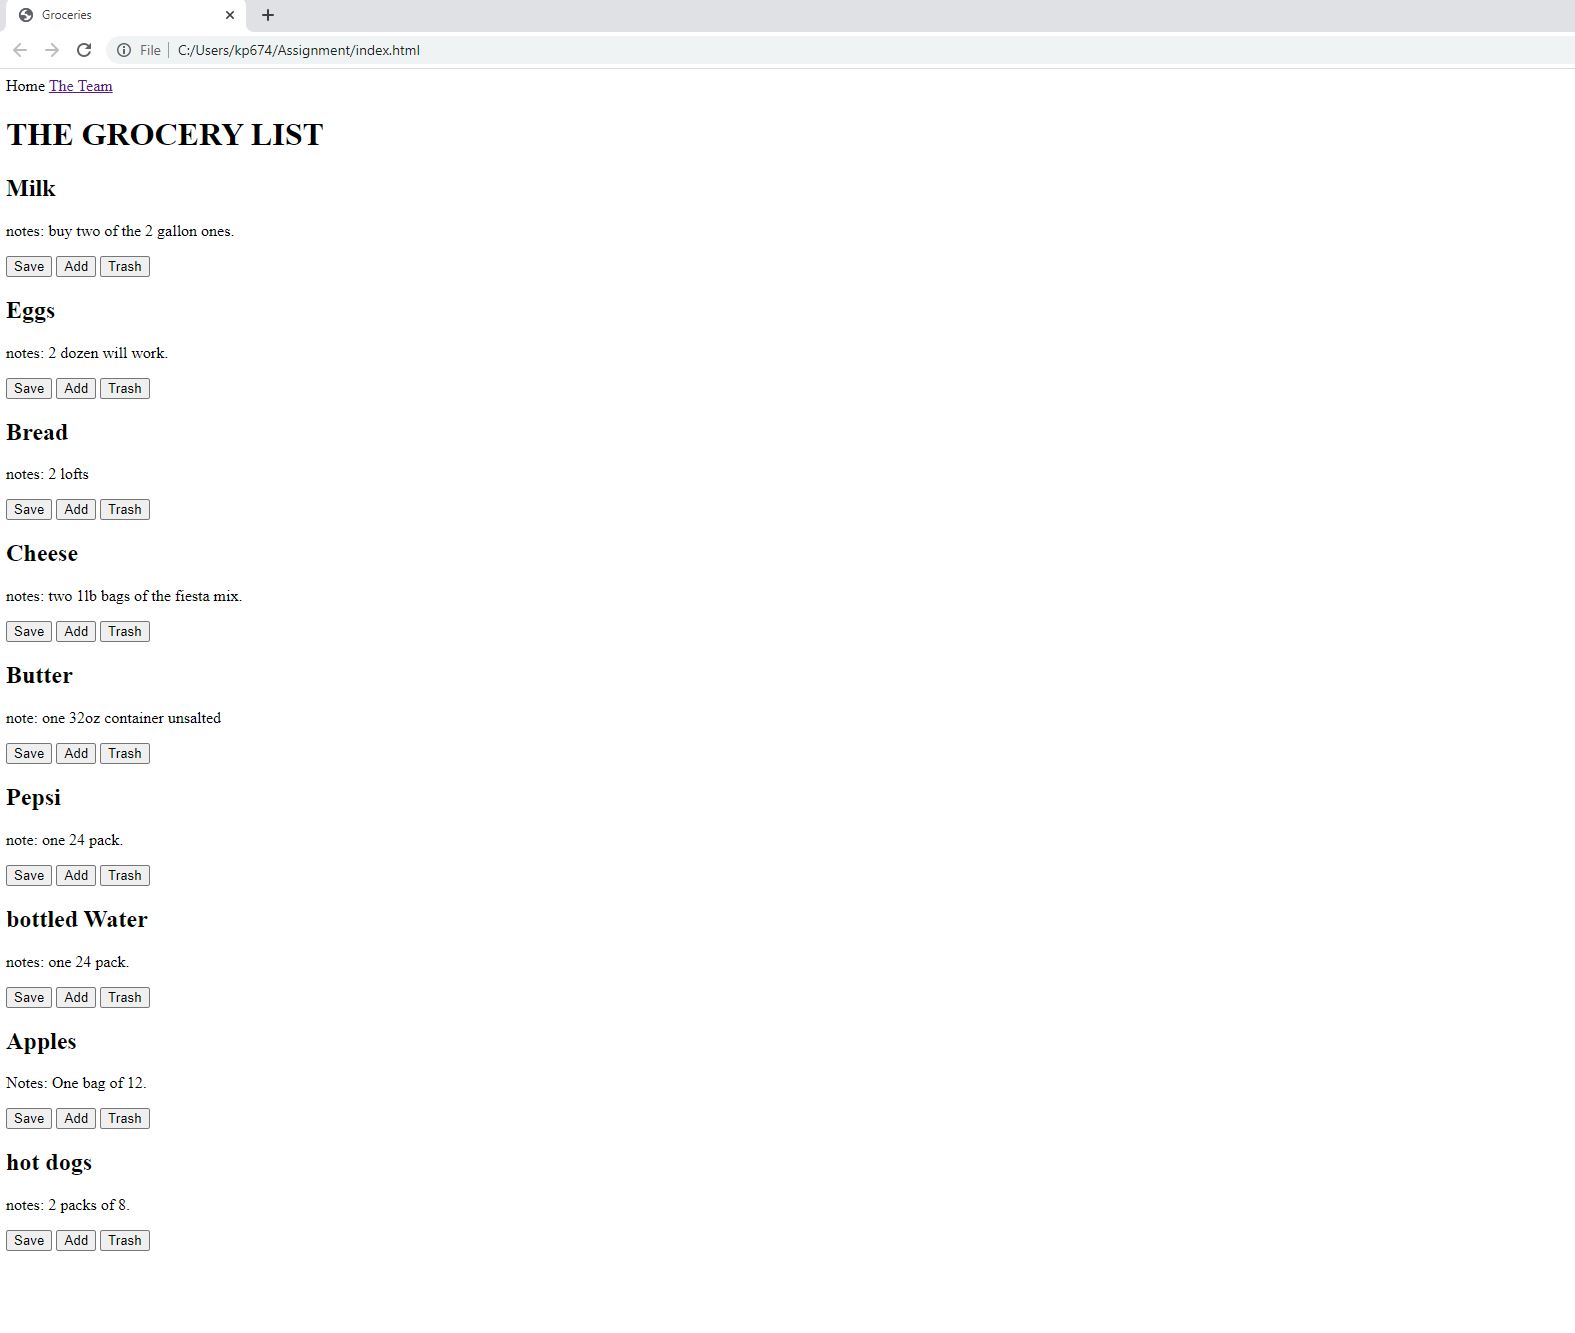 Groceries
File C:/Users/kp674/Assignment/index.html
Home The Team
THE GROCERY LIST
Milk
notes: buy two of the 2 gallon ones.
Save Add Trash
Eggs
notes: 2 dozen will work.
Save Add Trash
Bread
notes: 2 lofts
Save Add Trash
Cheese
notes: two 1lb bags of the fiesta mix.
Save Add Trash
Butter
note: one 32oz container unsalted
Save Add Trash
Pepsi
note: one 24 pack.
Save Add Trash
bottled Water
notes: one 24 pack.
Save Add Trash
Apples
Notes: One bag of 12.
Save Add Trash
hot dogs
notes: 2 packs of 8.
Save Add Trash